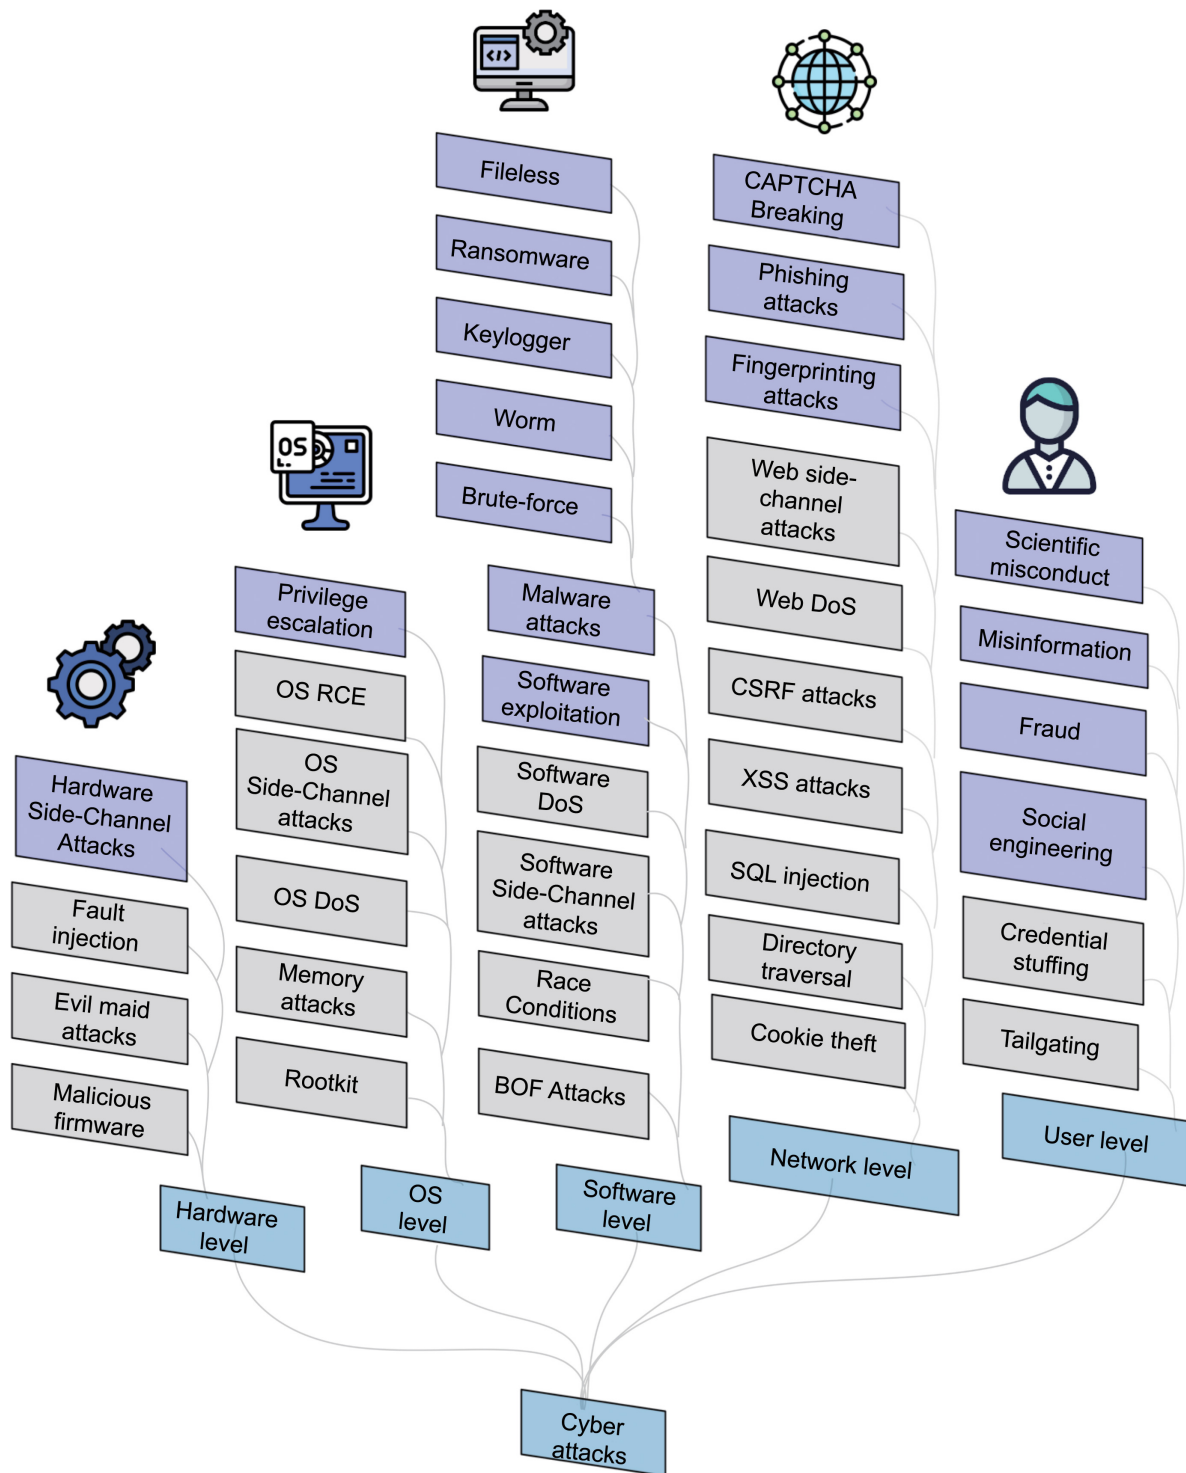 </>
OS
Fileless
Ransomware
Keylogger
Worm
Brute-force
CAPTCHA
Breaking
Phishing
attacks
Fingerprinting
attacks
Web side-
channel
attacks
Web DoS
CSRF attacks
XSS attacks
SQL injection
Directory
traversal
Cookie theft
Scientific
misconduct
Misinformation
Fraud
Social
engineering
Credential
stuffing
Tailgating
Privilege
escalation
OS RCE
OS
Side-Channel
attacks
OS DoS
Memory
attacks
Rootkit
Malware
attacks
Software
exploitation
Software
DoS
Software
Side-Channel
attacks
Race
Conditions
BOF Attacks
Hardware
Side-Channel
Attacks
Fault
injection
Evil maid
attacks
Malicious
firmware
Hardware
level
OS
level
Software
level
Network level
User level
Cyber
attacks